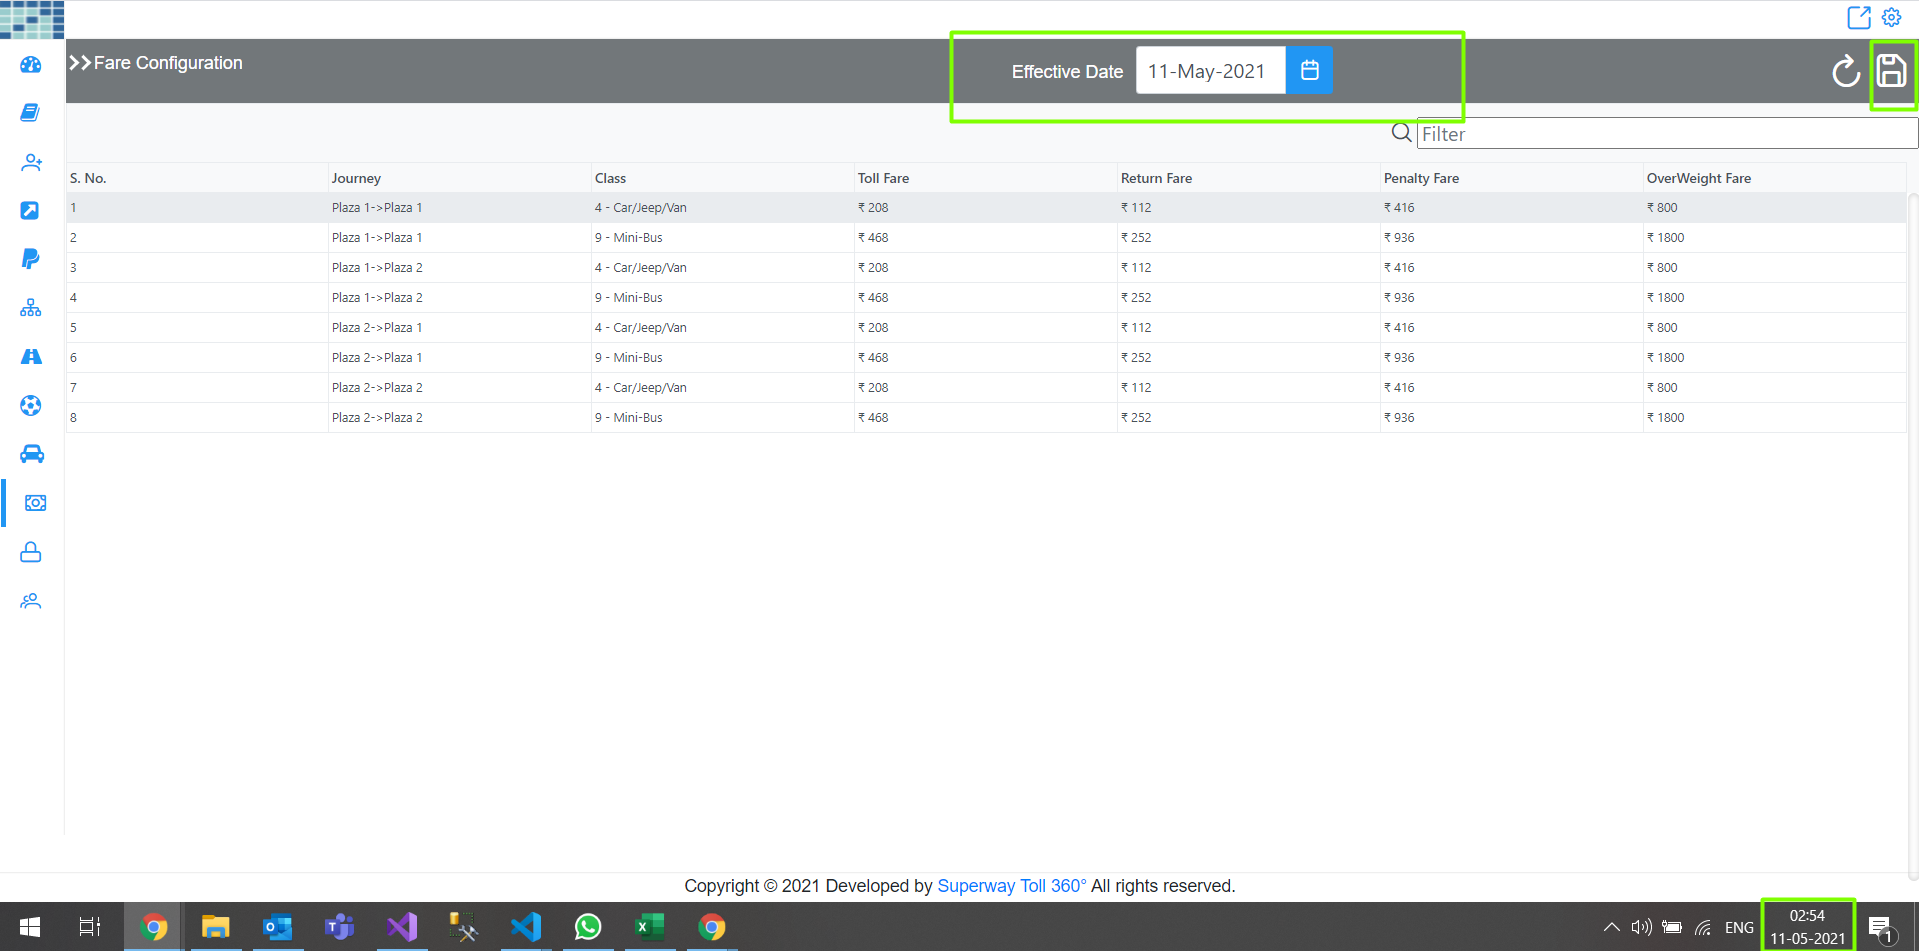 Fare Configuration
Effective Date 11-May-2021
Filter
S. No. Journey Class Toll Fare Return Fare Penalty Fare OverWeight Fare
1 Plaza 1->Plaza 1 4 - Car/Jeep/Van ₹ 208 ₹ 112 ₹ 416 ₹ 800
2 Plaza 1->Plaza 1 9 - Mini-Bus ₹ 468 ₹ 252 ₹ 936 ₹ 1800
3 Plaza 1->Plaza 2 4 - Car/Jeep/Van ₹ 208 ₹ 112 ₹ 416 ₹ 800
4 Plaza 1->Plaza 2 9 - Mini-Bus ₹ 468 ₹ 252 ₹ 936 ₹ 1800
5 Plaza 2->Plaza 1 4 - Car/Jeep/Van ₹ 208 ₹ 112 ₹ 416 ₹ 800
6 Plaza 2->Plaza 1 9 - Mini-Bus ₹ 468 ₹ 252 ₹ 936 ₹ 1800
7 Plaza 2->Plaza 2 4 - Car/Jeep/Van ₹ 208 ₹ 112 ₹ 416 ₹ 800
8 Plaza 2->Plaza 2 9 - Mini-Bus ₹ 468 ₹ 252 ₹ 936 ₹ 1800
Copyright © 2021 Developed by Superway Toll 360° All rights reserved.
ENG
02:54
11-05-2021
1